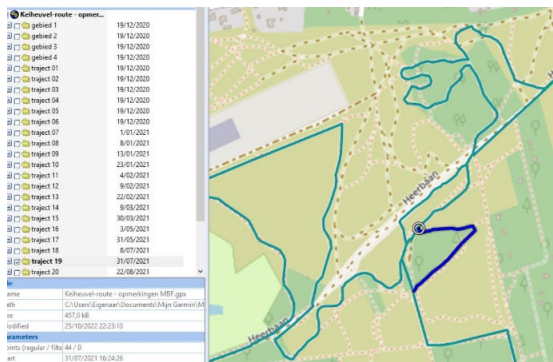 Keiheuvel-route - opmer...
gebied 1 19/12/2020
gebied 2 19/12/2020
gebied 3 19/12/2020
gebied 4 19/12/2020
traject 01 19/12/2020
traject 02 19/12/2020
traject 03 19/12/2020
traject 04 19/12/2020
traject 05 19/12/2020
traject 06 19/12/2020
traject 07 1/01/2021
traject 08 8/01/2021
traject 09 13/01/2021
traject 10 23/01/2021
traject 11 4/02/2021
traject 12 9/02/2021
traject 13 22/02/2021
traject 14 9/03/2021
traject 15 30/03/2021
traject 16 3/05/2021
traject 17 31/05/2021
traject 18 8/07/2021
traject 19 31/07/2021
traject 20 22/08/2021
ame Keiheuvel-route - opmerkingen MBF.gpx
ath C:\Users\Eigenaar\Documents\Mijn Garmin\M
ze 457,0 kB
lodified 25/10/2022 22:23:10
arameters
oints (regular / filte 44 / 0
art 31/07/2021 16:24:26
Heerbaan
Heerbaan
He